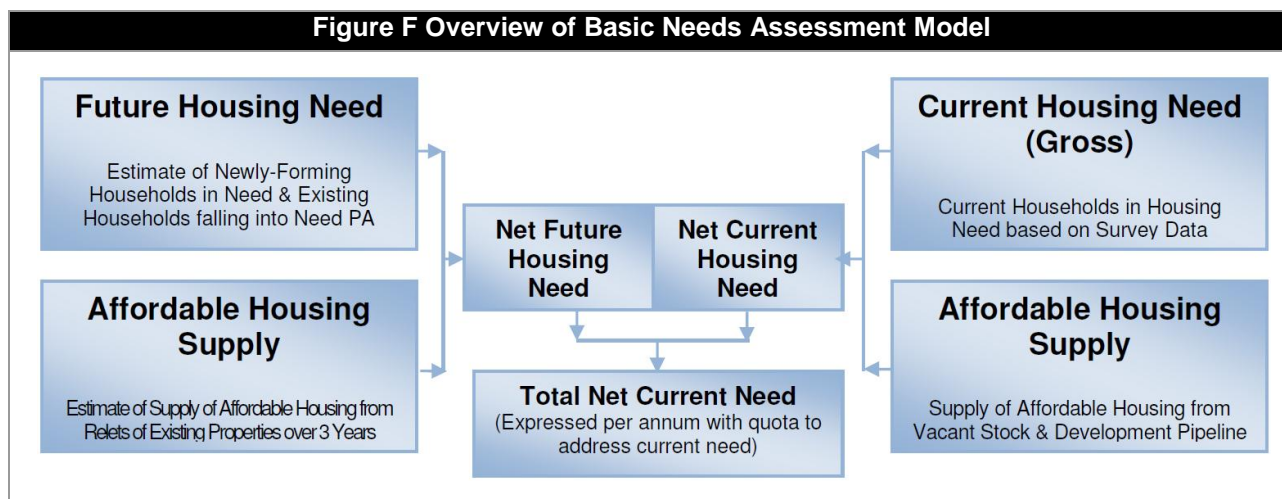 Figure F Overview of Basic Needs Assessment Model
Future Housing Need
Estimate of Newly-Forming
Households in Need & Existing
Households falling into Need PA
Affordable Housing
Supply
Estimate of Supply of Affordable Housing from
Relets of Existing Properties over 3 Years
Net Future
Housing
Need
Net Current
Housing
Need
Total Net Current Need
(Expressed per annum with quota to
address current need)
Current Housing Need
(Gross)
Current Households in Housing
Need based on Survey Data
Affordable Housing
Supply
Supply of Affordable Housing from
Vacant Stock & Development Pipeline